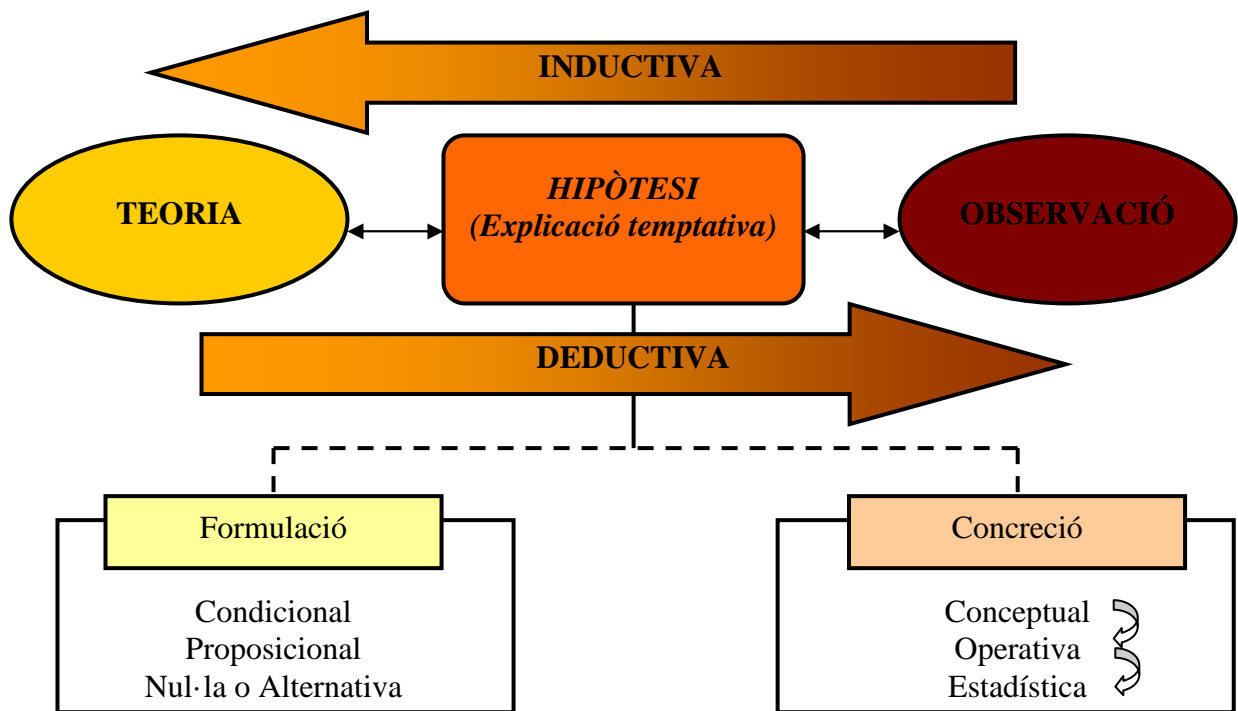 INDUCTIVA
TEORIA
HIPÒTESI
(Explicació temptativa)
OBSERVACIÓ
DEDUCTIVA
Formulació
Condicional
Proposicional
Nul·la o Alternativa
Concreció
Conceptual
Operativa
Estadística